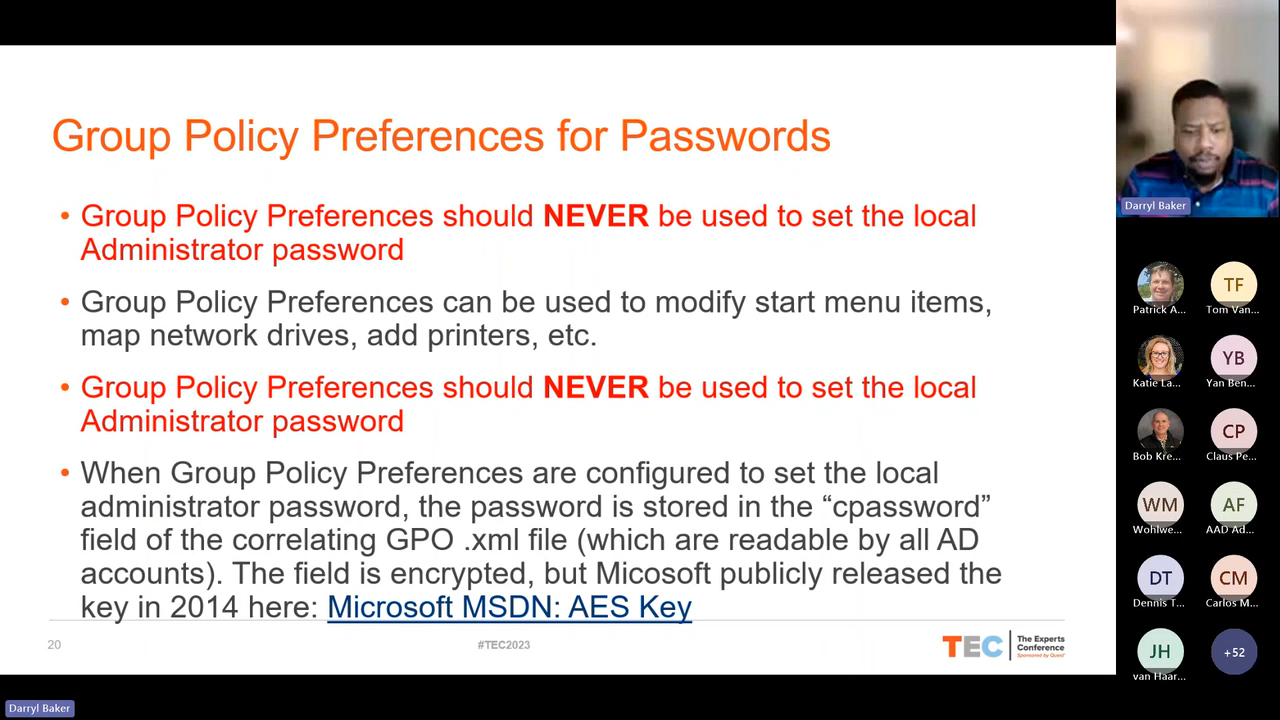 Group Policy Preferences for Passwords
• Group Policy Preferences should NEVER be used to set the local
Administrator password
• Group Policy Preferences can be used to modify start menu items,
map network drives, add printers, etc.
• Group Policy Preferences should NEVER be used to set the local
Administrator password
• When Group Policy Preferences are configured to set the local
administrator password, the password is stored in the “cpassword”
field of the correlating GPO .xml file (which are readable by all AD
accounts). The field is encrypted, but Micosoft publicly released the
key in 2014 here: Microsoft MSDN: AES Key
20
#TEC2023
TEC
The Experts
Conference
Sponsored by Quest
Darryl Baker
Patrick A...
TF
Tom Van...
Katie La...
YB
Yan Ben...
Bob Kre...
CP
Claus Pe...
WM
Wohlwe...
AF
AAD Ad...
DT
Dennis T...
CM
Carlos M...
JH
van Haar...
+52
Darryl Baker